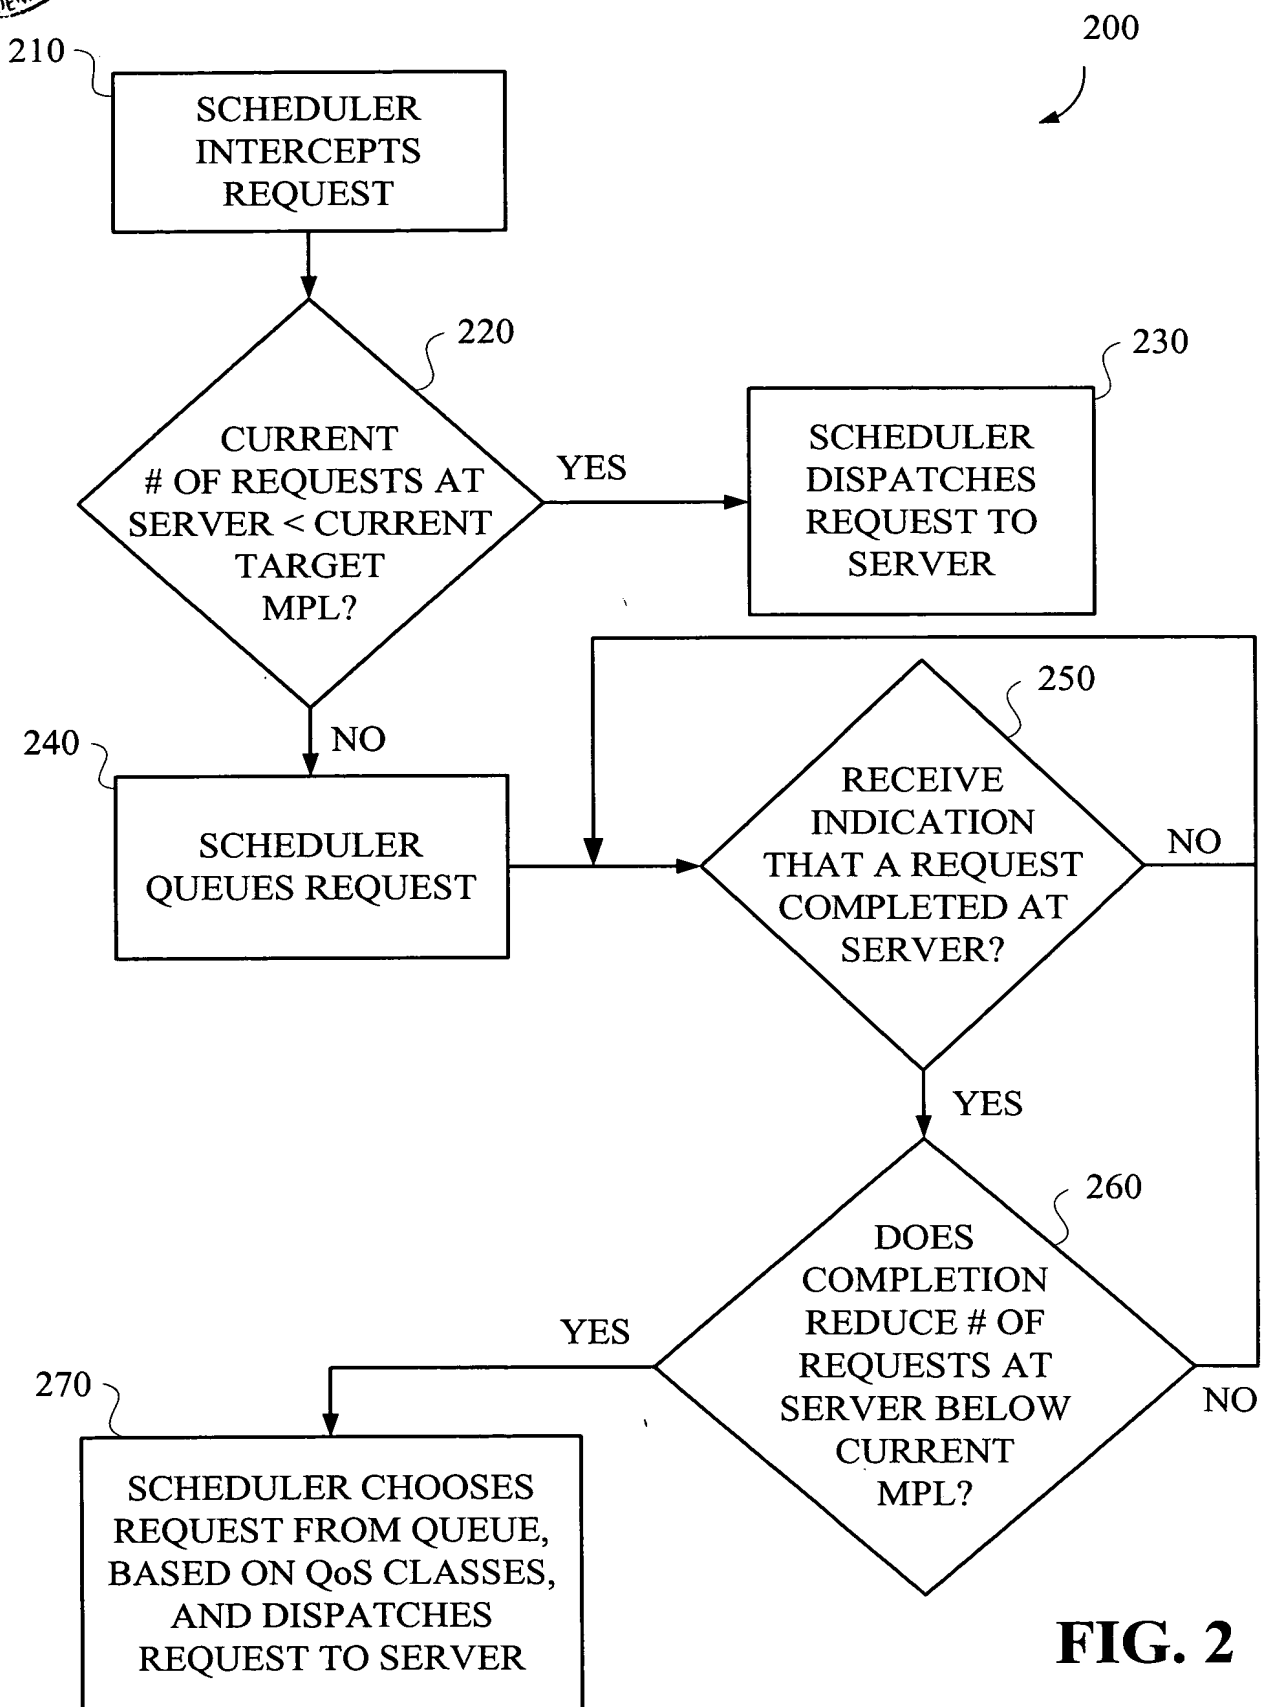 200
210
SCHEDULER
INTERCEPTS
REQUEST
220
CURRENT
# OF REQUESTS AT
SERVER < CURRENT
TARGET
MPL?
YES
230
SCHEDULER
DISPATCHES
REQUEST TO
SERVER
NO
240
SCHEDULER
QUEUES REQUEST
250
RECEIVE
INDICATION
THAT A REQUEST
COMPLETED AT
SERVER?
NO
YES
260
DOES
COMPLETION
REDUCE # OF
REQUESTS AT
SERVER BELOW
CURRENT
MPL?
YES
NO
270
SCHEDULER CHOOSES
REQUEST FROM QUEUE,
BASED ON QoS CLASSES,
AND DISPATCHES
REQUEST TO SERVER
FIG. 2